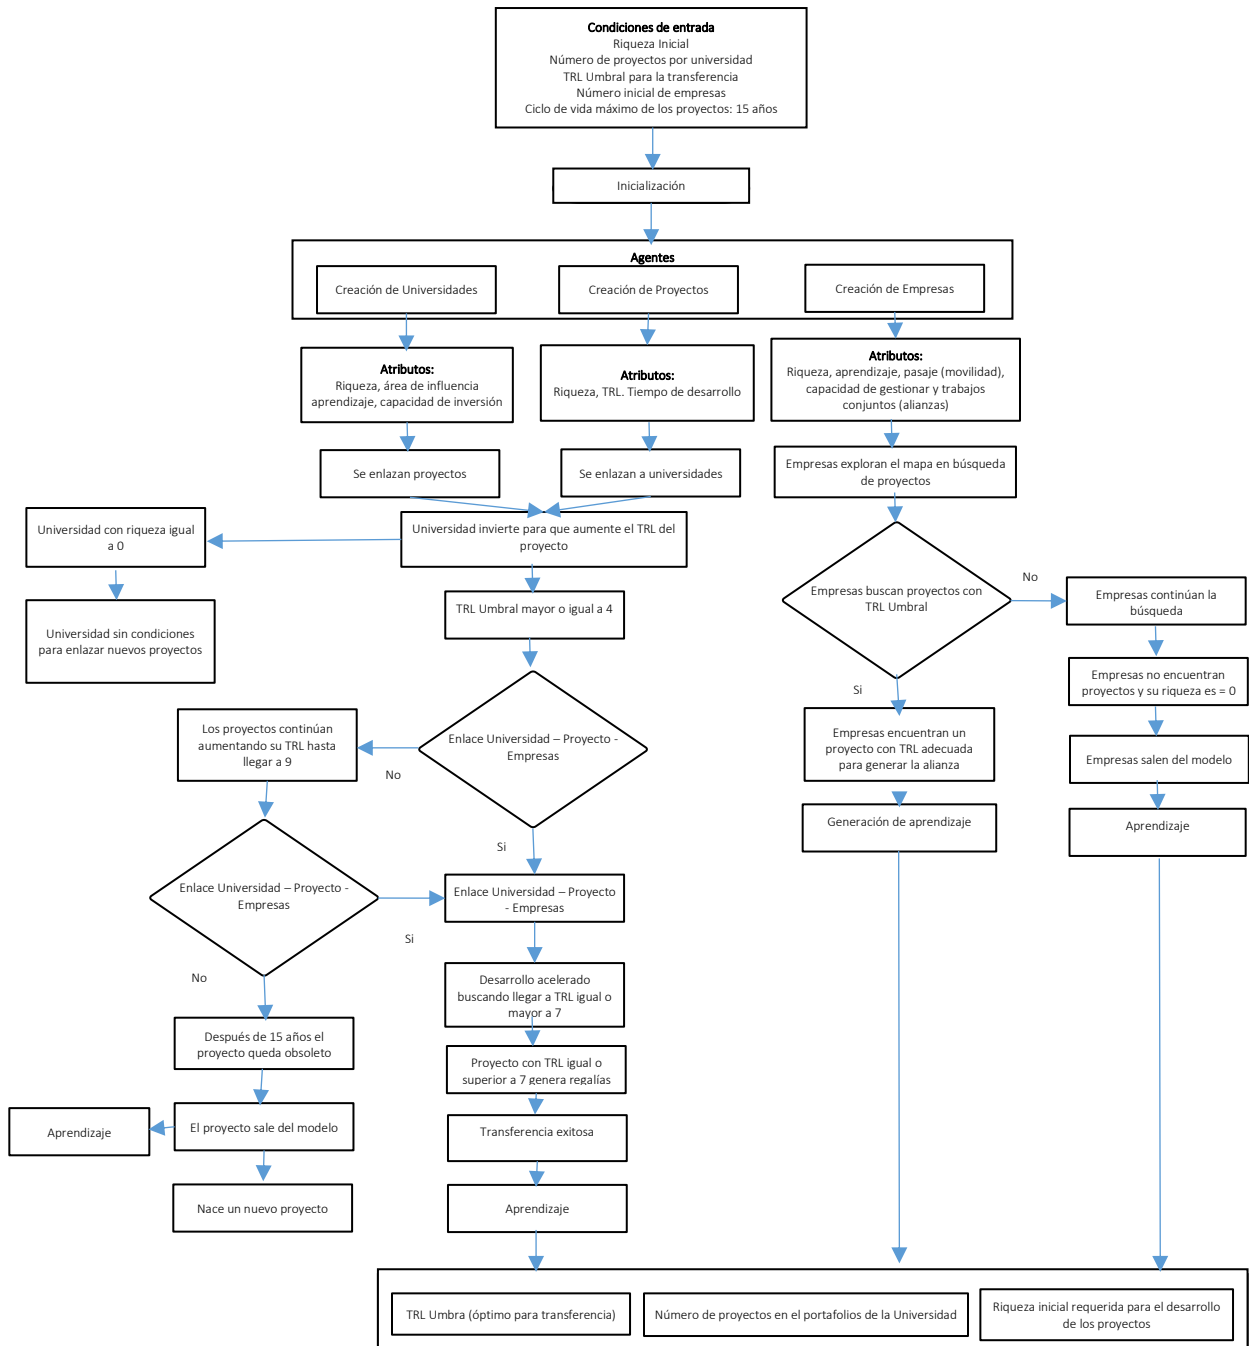 Condiciones de entrada
Riqueza Inicial
Número de proyectos por universidad
TRL Umbral para la transferencia
Número inicial de empresas
Ciclo de vida máximo de los proyectos: 15 años
Inicialización
Agentes
Creación de Universidades
Creación de Proyectos
Creación de Empresas
Atributos:
Riqueza, área de influencia
aprendizaje, capacidad de inversión
Atributos:
Riqueza, TRL. Tiempo de desarrollo
Atributos:
Riqueza, aprendizaje, pasaje (movilidad),
capacidad de gestionar y trabajos
conjuntos (alianzas)
Se enlazan proyectos
Se enlazan a universidades
Empresas exploran el mapa en búsqueda
de proyectos
Universidad con riqueza igual
a 0
Universidad invierte para que aumente el TRL del
proyecto
Universidad sin condiciones
para enlazar nuevos proyectos
TRL Umbral mayor o igual a 4
Empresas buscan proyectos con
TRL Umbral
No
Empresas continúan la
búsqueda
Empresas no encuentran
proyectos y su riqueza es = 0
Si
Los proyectos continúan
aumentando su TRL hasta
llegar a 9
Enlace Universidad – Proyecto -
Empresas
No
Empresas encuentran un
proyecto con TRL adecuada
para generar la alianza
Empresas salen del modelo
Generación de aprendizaje
Aprendizaje
Si
Enlace Universidad – Proyecto -
Empresas
Enlace Universidad – Proyecto
- Empresas
Si
No
Desarrollo acelerado
buscando llegar a TRL igual o
mayor a 7
Después de 15 años el
proyecto queda obsoleto
Proyecto con TRL igual o
superior a 7 genera regalías
Aprendizaje
El proyecto sale del modelo
Transferencia exitosa
Nace un nuevo proyecto
Aprendizaje
TRL Umbra (óptimo para transferencia)
Número de proyectos en el portafolios de la Universidad
Riqueza inicial requerida para el desarrollo
de los proyectos